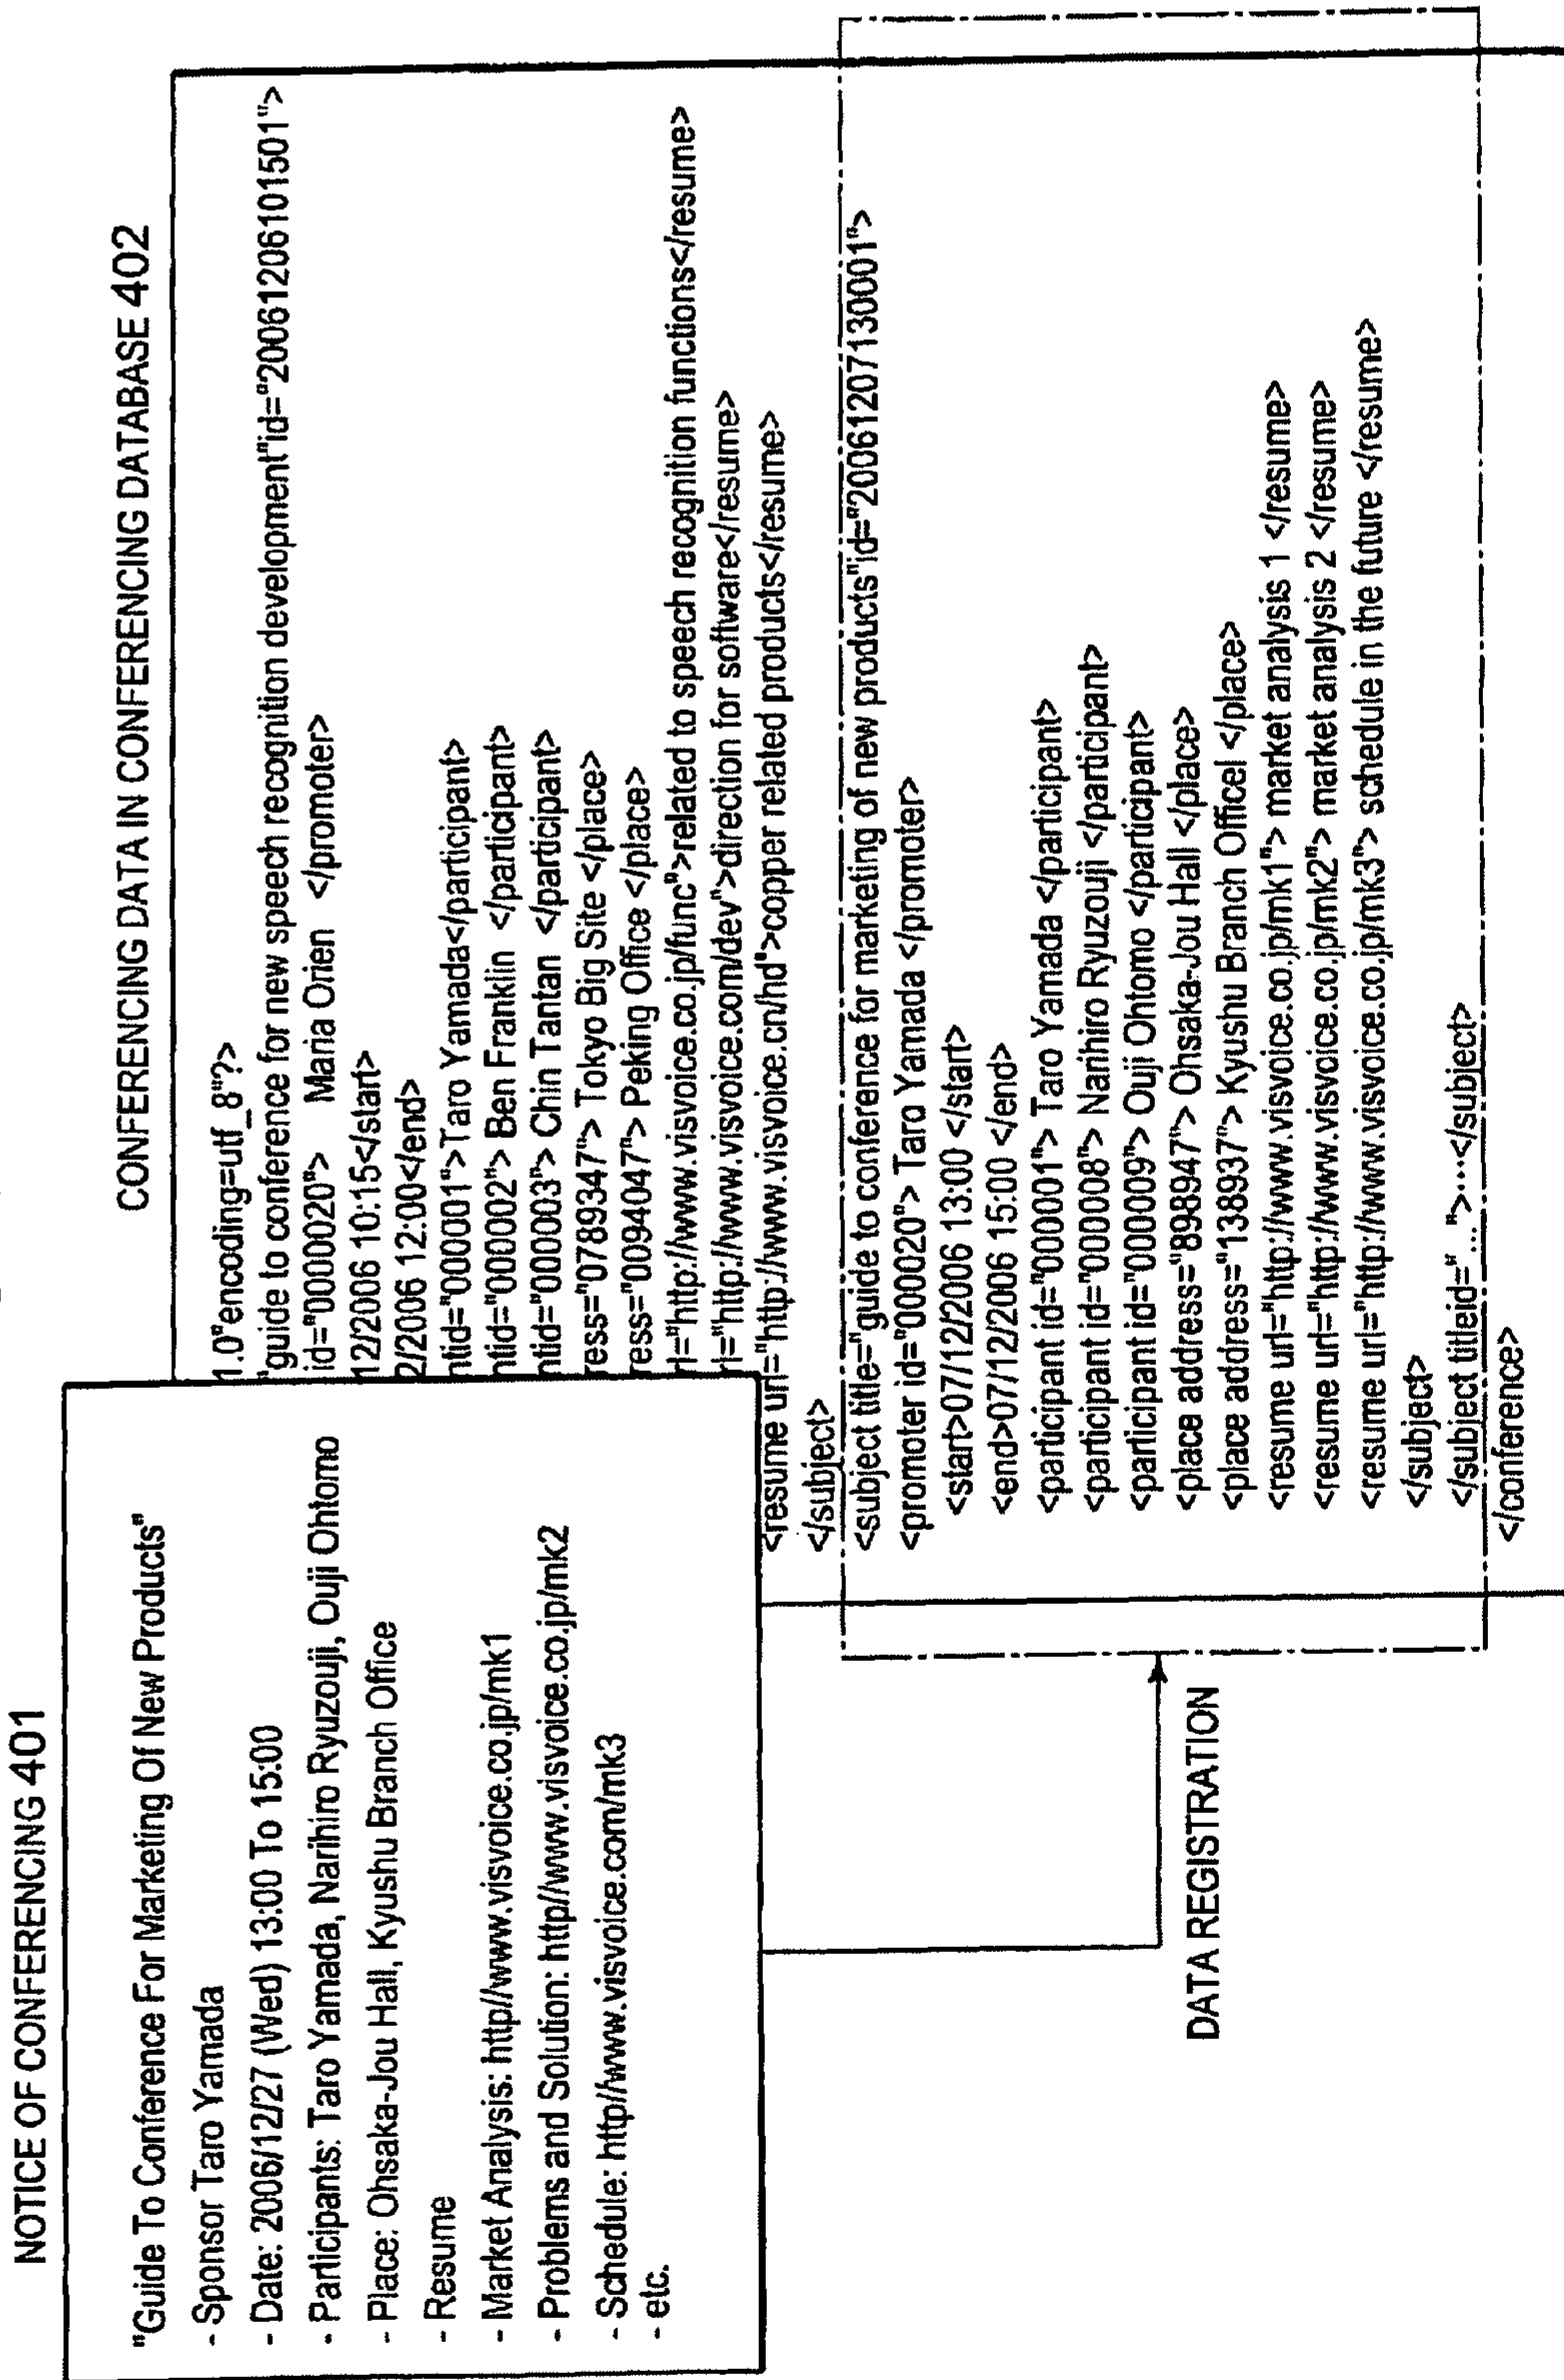 NOTICE OF CONFERENCING 401
"Guide To Conference For Marketing Of New Products"
- Sponsor Taro Yamada
- Date: 2006/12/27 (Wed) 13:00 To 15:00
- Participants: Taro Yamada, Narihiro Ryuzouji, Ouji Ohtomo
- Place: Ohsaka-Jou Hall, Kyushu Branch Office
- Resume
- Market Analysis: http//www.visvoice.co.jp/mk1
- Problems and Solution: http//www.visvoice.co.jp/mk2
- Schedule: http//www.visvoice.com/mk3
- etc.
CONFERENCING DATA IN CONFERENCING DATABASE 402
1.0"encoding=utf_8"?>
"guide to conference for new speech recognition development"id="20061206101501">
id="000020"> Maria Orien </promoter>
12/2006 10:15</start>
2/2006 12:00</end>
ntid="000001">Taro Yamada</participant>
ntid="000002"> Ben Franklin </participant>
ntid="000003"> Chin Tantan </participant>
ress="0789347"> Tokyo Big Site </place>
ress="0094047"> Peking Office </place>
rl="http://www.visvoice.co.jp/func">related to speech recognition functions</resume>
rl="http://www.visvoice.com/dev">direction for software</resume>
<resume url="http://www.visvoice.cn/hd">copper related products</resume>
</subject>
<subject title="guide to conference for marketing of new products"id="20061207130001">
<promoter id="000020"> Taro Yamada </promoter>
<start>07/12/2006 13:00 </start>
<end>07/12/2006 15:00 </end>
<participant id="000001"> Taro Yamada </participant>
<participant id="000008"> Narihiro Ryuzouji </participant>
<participant id="000009"> Ouji Ohtomo </participant>
<place address="898947"> Ohsaka-Jou Hall </place>
<place address="138937"> Kyushu Branch Officel </place>
<resume url="http://www.visvoice.co.jp/mk1"> market analysis 1 </resume>
<resume url="http://www.visvoice.co.jp/mk2"> market analysis 2 </resume>
<resume url="http://www.visvoice.co.jp/mk3"> schedule in the future </resume>
</subject>
</subject titleid="...">····</subject>
</conference>
DATA REGISTRATION